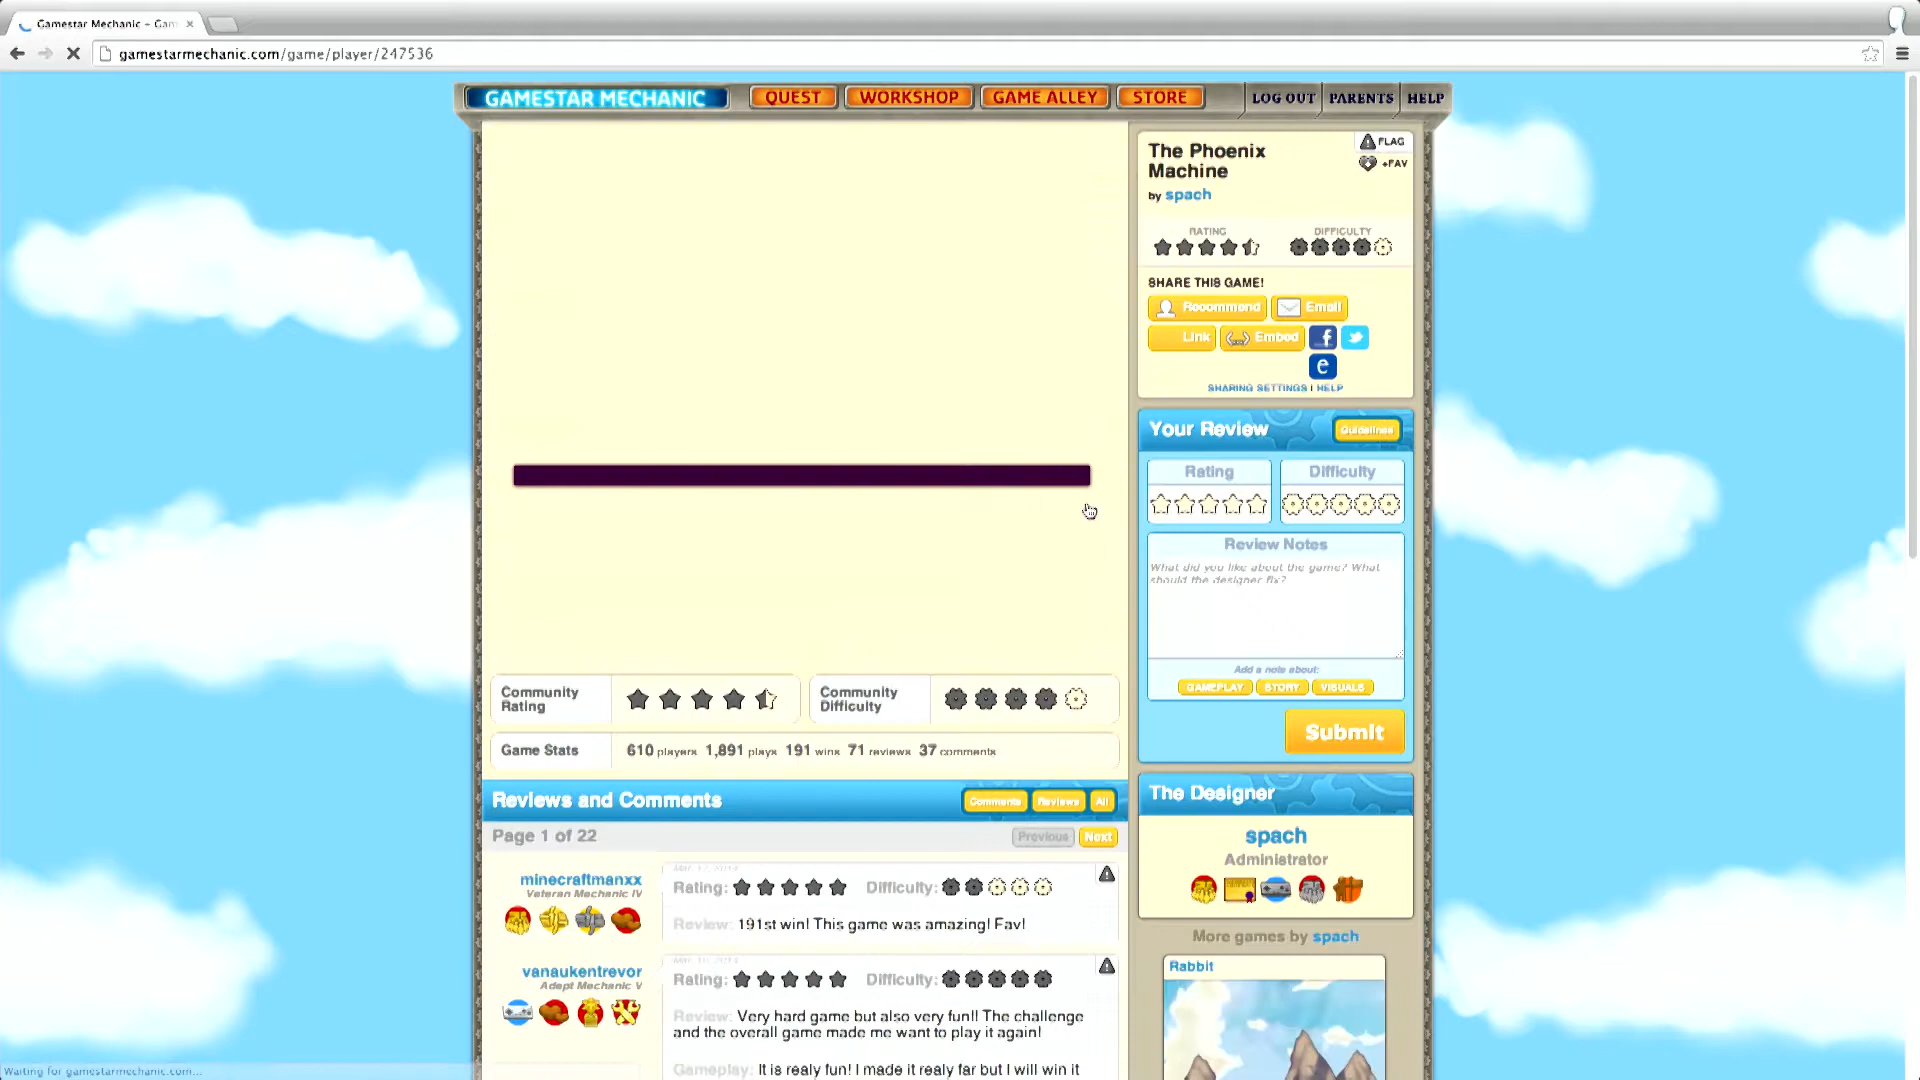 Gamestar Mechanic - Gam
gamestarmechanic.com/game/player/247536
GAMESTAR MECHANIC QUEST WORKSHOP GAME ALLEY STORE LOG OUT PARENTS HELP
The Phoenix
Machine
by spach
FLAG
+FAV
RATING DIFFICULTY
SHARE THIS GAME!
Recommend Email
Link Embed f
e
SHARING SETTINGS | HELP
Your Review Guidelines
Rating Difficulty
Review Notes
What did you like about the game? What
should the designer fix?
Add a note about:
GAMEPLAY STORY VISUALS
Submit
Community
Rating
Community
Difficulty
Game Stats 610 players 1,891 plays 191 wins 71 reviews 37 comments
Reviews and Comments Comments Reviews All
Page 1 of 22 Previous Next
minecraftmanxx
Veteran Mechanic IV
Rating: Difficulty:
Review: 191st win! This game was amazing! Fav!
vanaukentrevor
Adept Mechanic V
Rating: Difficulty:
Review: Very hard game but also very fun!! The challenge
and the overall game made me want to play it again!
Gameplay: It is realy fun! I made it realy far but I will win it
The Designer
spach
Administrator
More games by spach
Rabbit
Waiting for gamestarmechanic.com...